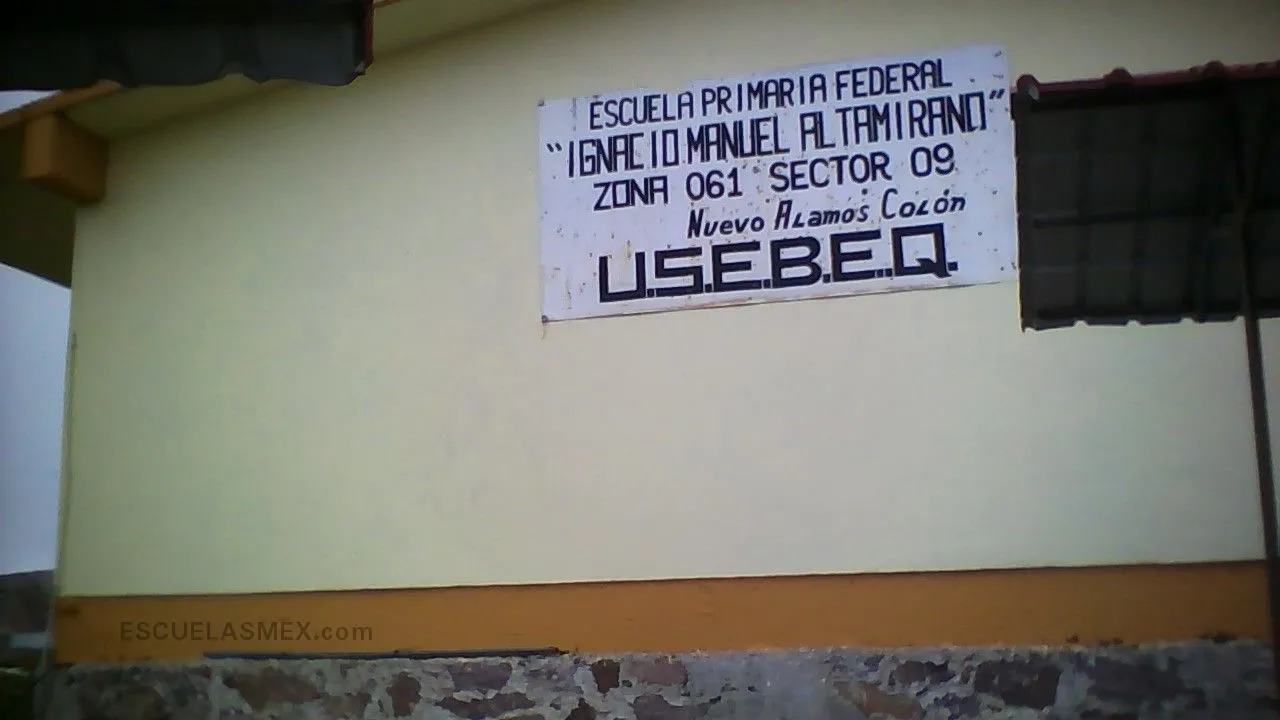 ESCUELA PRIMARIA FEDERAL
"IGNACIO MANUEL ALTAMIRANO"
ZONA 061 SECTOR 09
Nuevo Alamos Colón
U.S.E.B.E.Q.
ESCUELASMEX.com